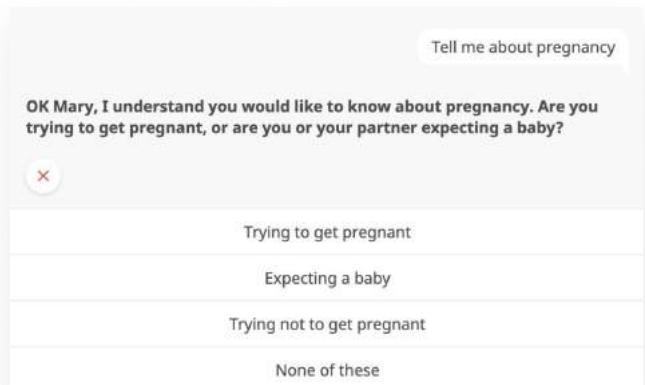 Tell me about pregnancy
OK Mary, I understand you would like to know about pregnancy. Are you
trying to get pregnant, or are you or your partner expecting a baby?
Trying to get pregnant
Expecting a baby
Trying not to get pregnant
None of these